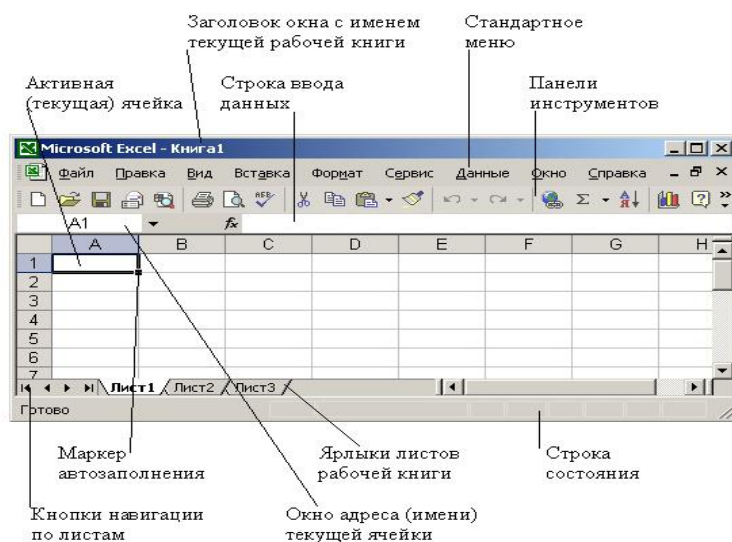 Заголовок окна с именем
текущей рабочей книги
Стандартное
меню
Активная
(текущая) ячейка
Строка ввода
данных
Панели
инструментов
Microsoft Excel - Книга1
Файл Правка Вид Вставка Формат Сервис Данные Окно Справка
A1 fx
A B C D E F G H
1
2
3
4
5
6
7
Лист1 Лист2 Лист3
Готово
Маркер
автозаполнения
Ярлыки листов
рабочей книги
Строка
состояния
Кнопки навигации
по листам
Окно адреса (имени)
текущей ячейки